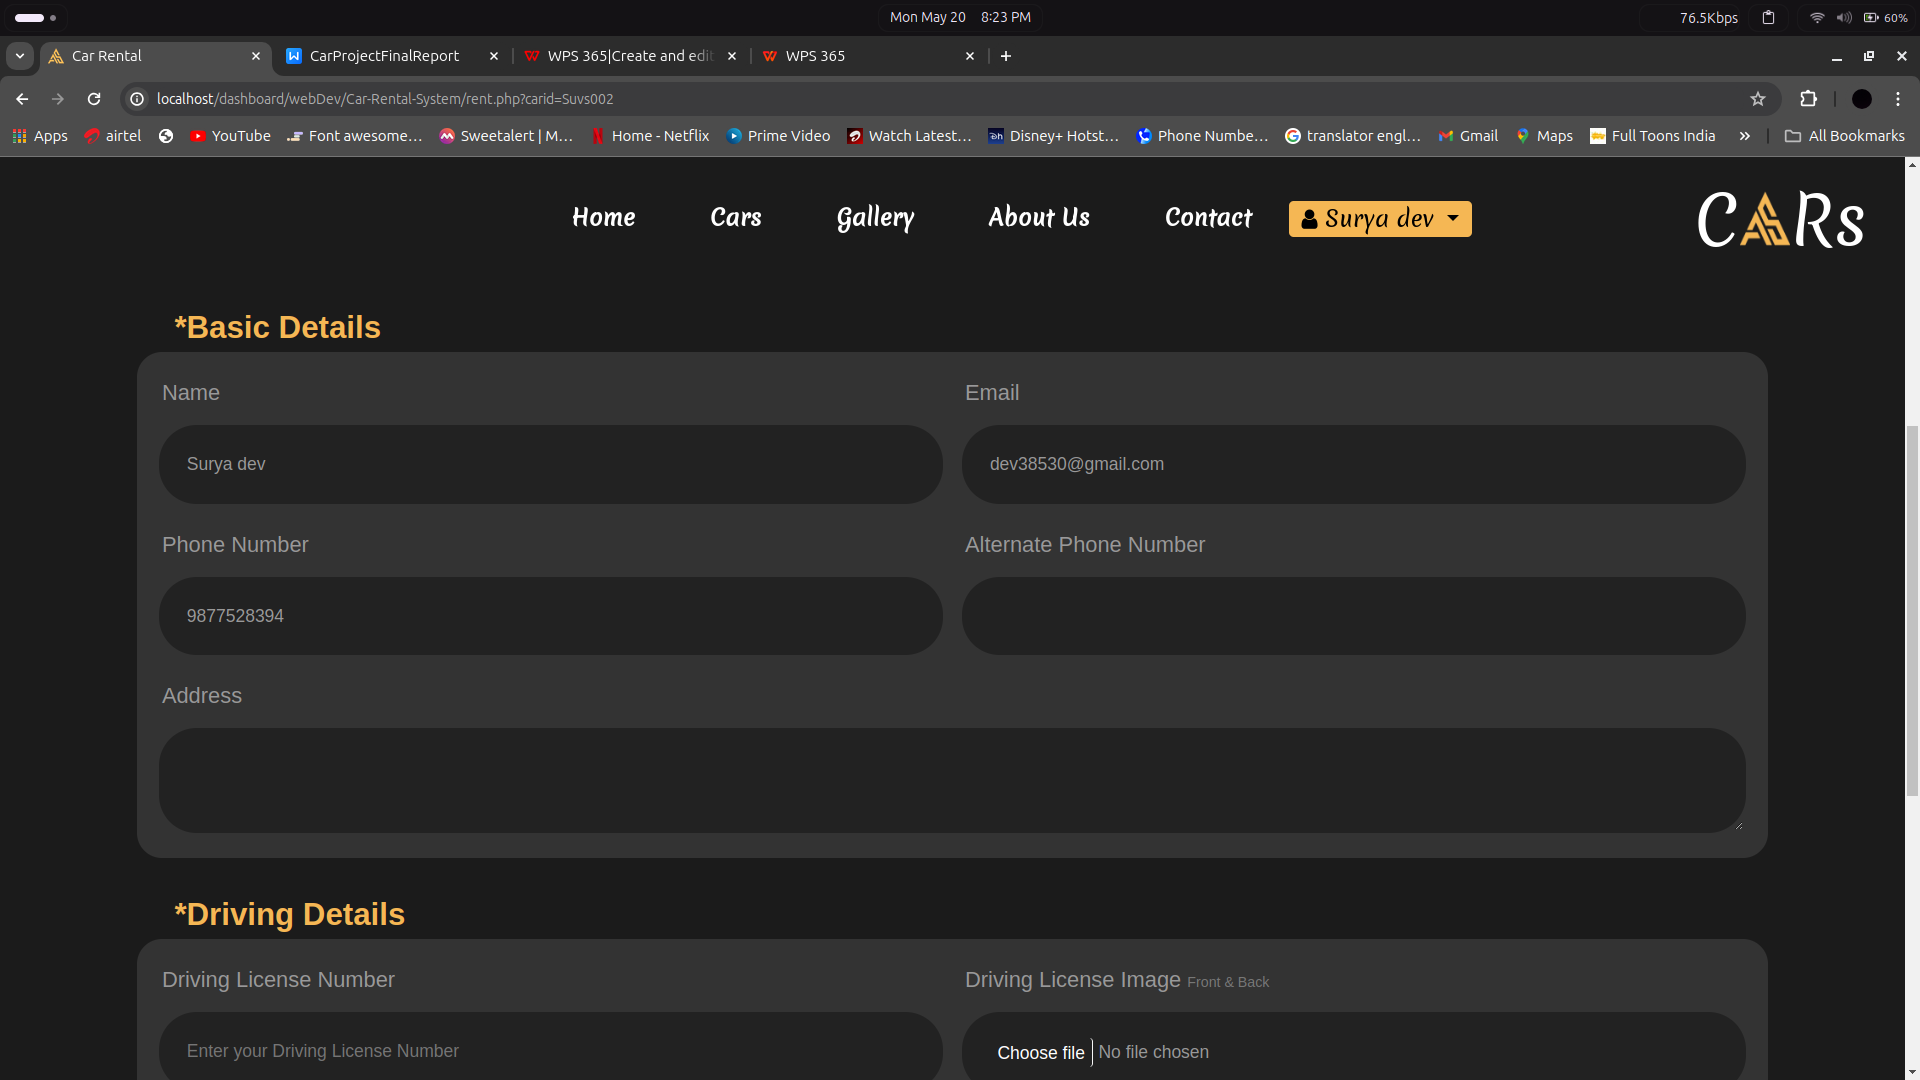 Mon May 20 8:23 PM 76.5Kbps 60%
Car Rental CarProjectFinalReport WPS 365|Create and edit WPS 365
localhost/dashboard/webDev/Car-Rental-System/rent.php?carid=Suvs002
Apps airtel YouTube Font awesome... Sweetalert | M... Home - Netflix Prime Video Watch Latest... Disney+ Hotst... Phone Numbe... translator engl... Gmail Maps Full Toons India » All Bookmarks
Home Cars Gallery About Us Contact Surya dev CARs
*Basic Details
Name Email
Surya dev dev38530@gmail.com
Phone Number Alternate Phone Number
9877528394
Address
*Driving Details
Driving License Number Driving License Image Front & Back
Enter your Driving License Number Choose file No file chosen